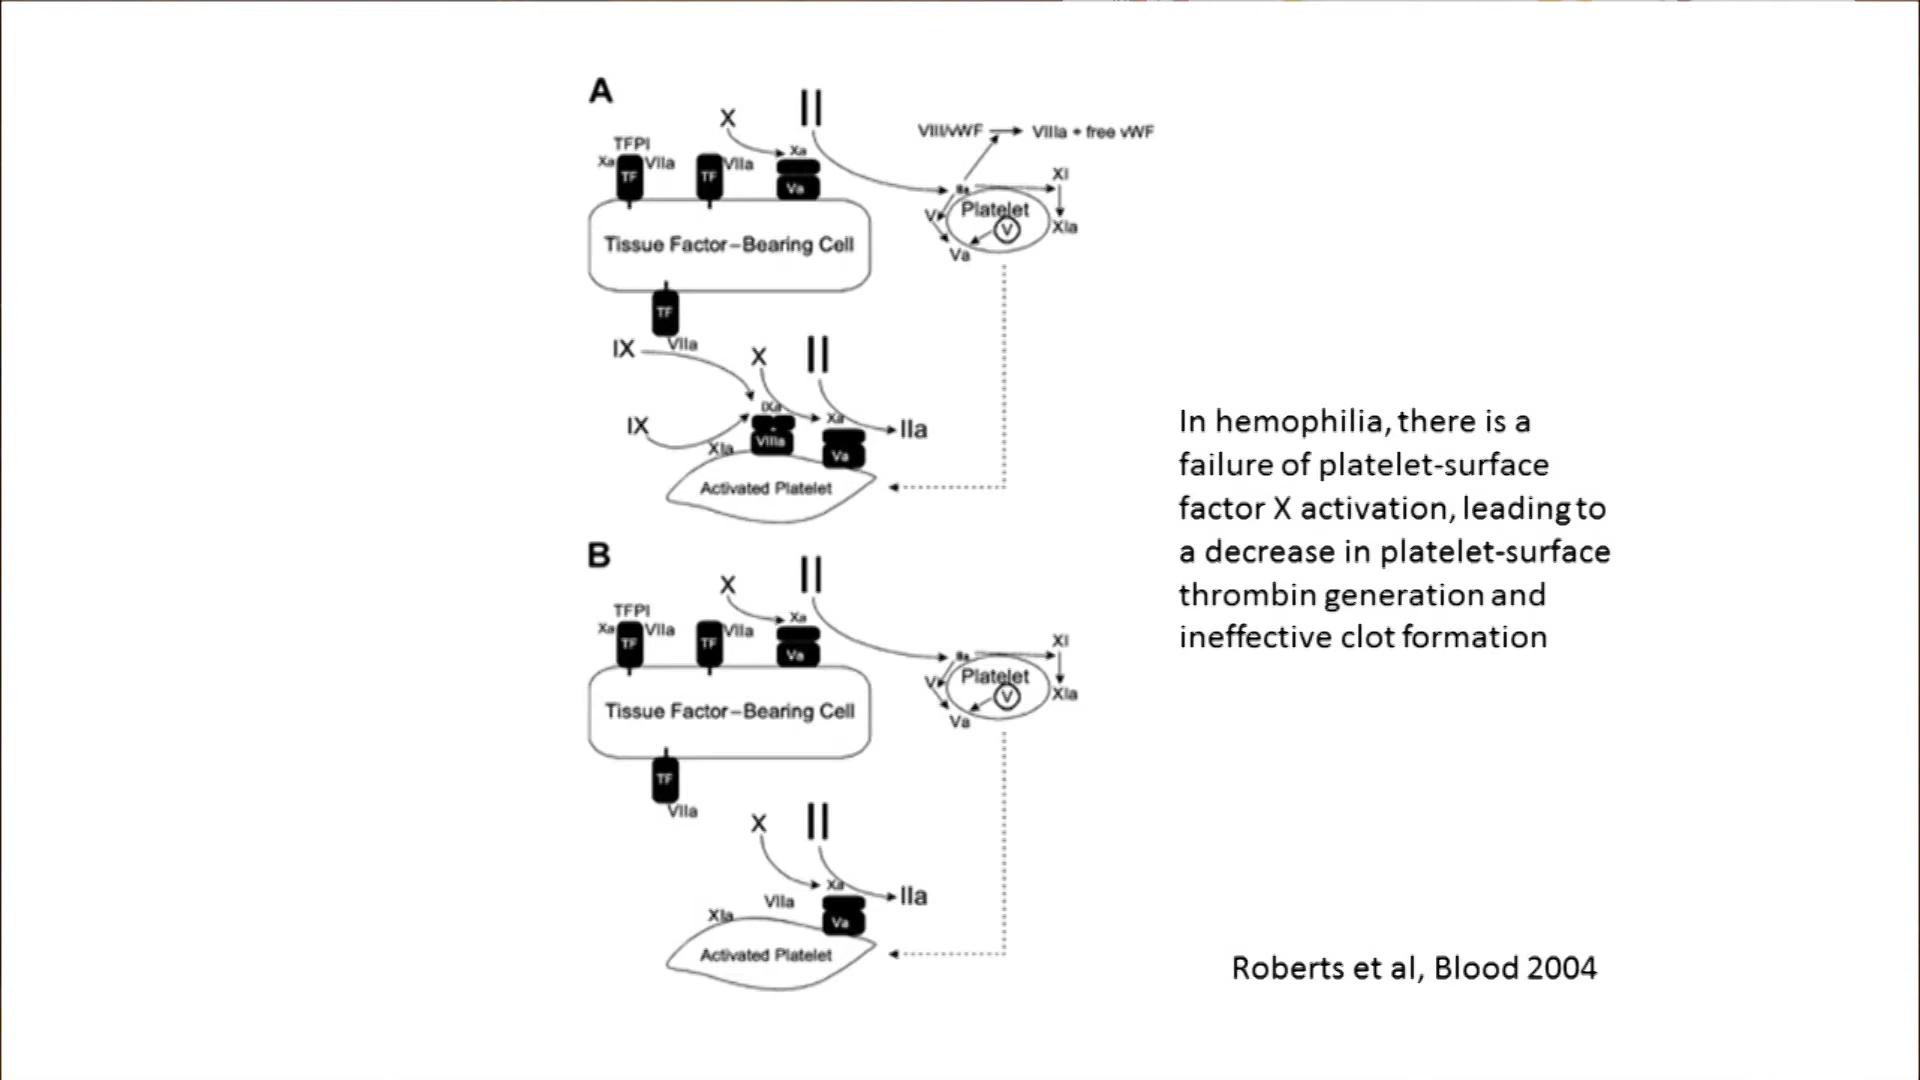 A
X
II
VIII/vWF
VIIIa + free vWF
TFPI
Xa
Xa
VIIa
VIIa
TF
TF
Va
IIa
XI
V
Platelet
V
XIa
Va
Tissue Factor–Bearing Cell
TF
VIIa
IX
X
II
IXa
Xa
IX
IIa
XIa
VIIIa
Va
Activated Platelet
In hemophilia, there is a
failure of platelet-surface
factor X activation, leading to
a decrease in platelet-surface
thrombin generation and
ineffective clot formation
B
X
II
TFPI
Xa
Xa
VIIa
VIIa
TF
TF
Va
IIa
XI
V
Platelet
V
XIa
Va
Tissue Factor–Bearing Cell
TF
VIIa
X
II
Xa
IIa
VIIa
XIa
Va
Activated Platelet
Roberts et al, Blood 2004